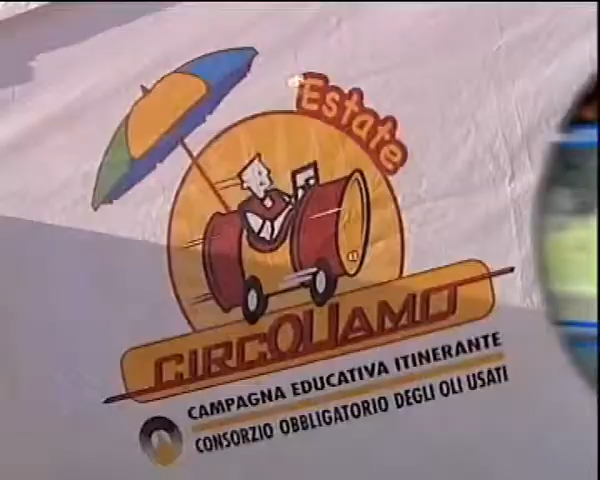 Estate
CIRCOLIAMO
CAMPAGNA EDUCATIVA ITINERANTE
CONSORZIO OBBLIGATORIO DEGLI OLI USATI